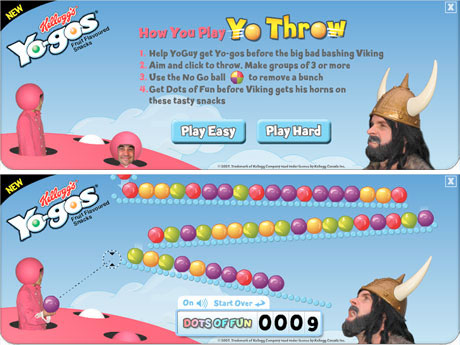 NEW
Kellogg's
Yo-gos®
Fruit Flavoured
Snacks
How You Play Yo Throw
X
1. Help YoGuy get Yo-gos before the big bad bashing Viking
2. Aim and click to throw. Make groups of 3 or more
3. Use the No Go ball to remove a bunch
4. Get Dots of Fun before Viking gets his horns on
these tasty snacks
Play Easy
Play Hard
NEW
Kellogg's
Yo-gos®
Fruit Flavoured
Snacks
X
On
Start Over
DOTS OF FUN 0009